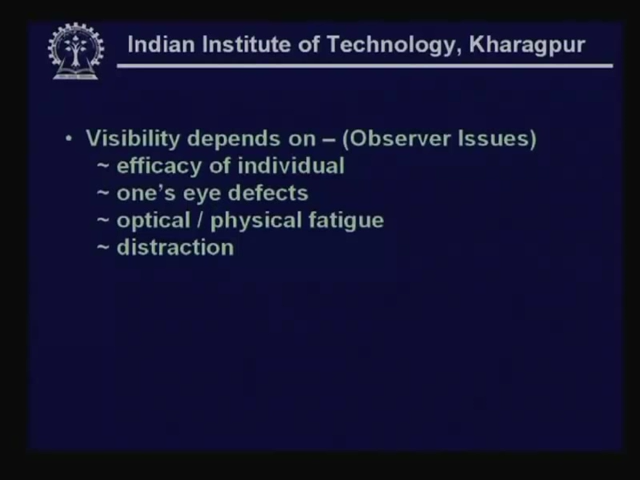 Indian Institute of Technology, Kharagpur
• Visibility depends on – (Observer Issues)
~ efficacy of individual
~ one's eye defects
~ optical / physical fatigue
~ distraction